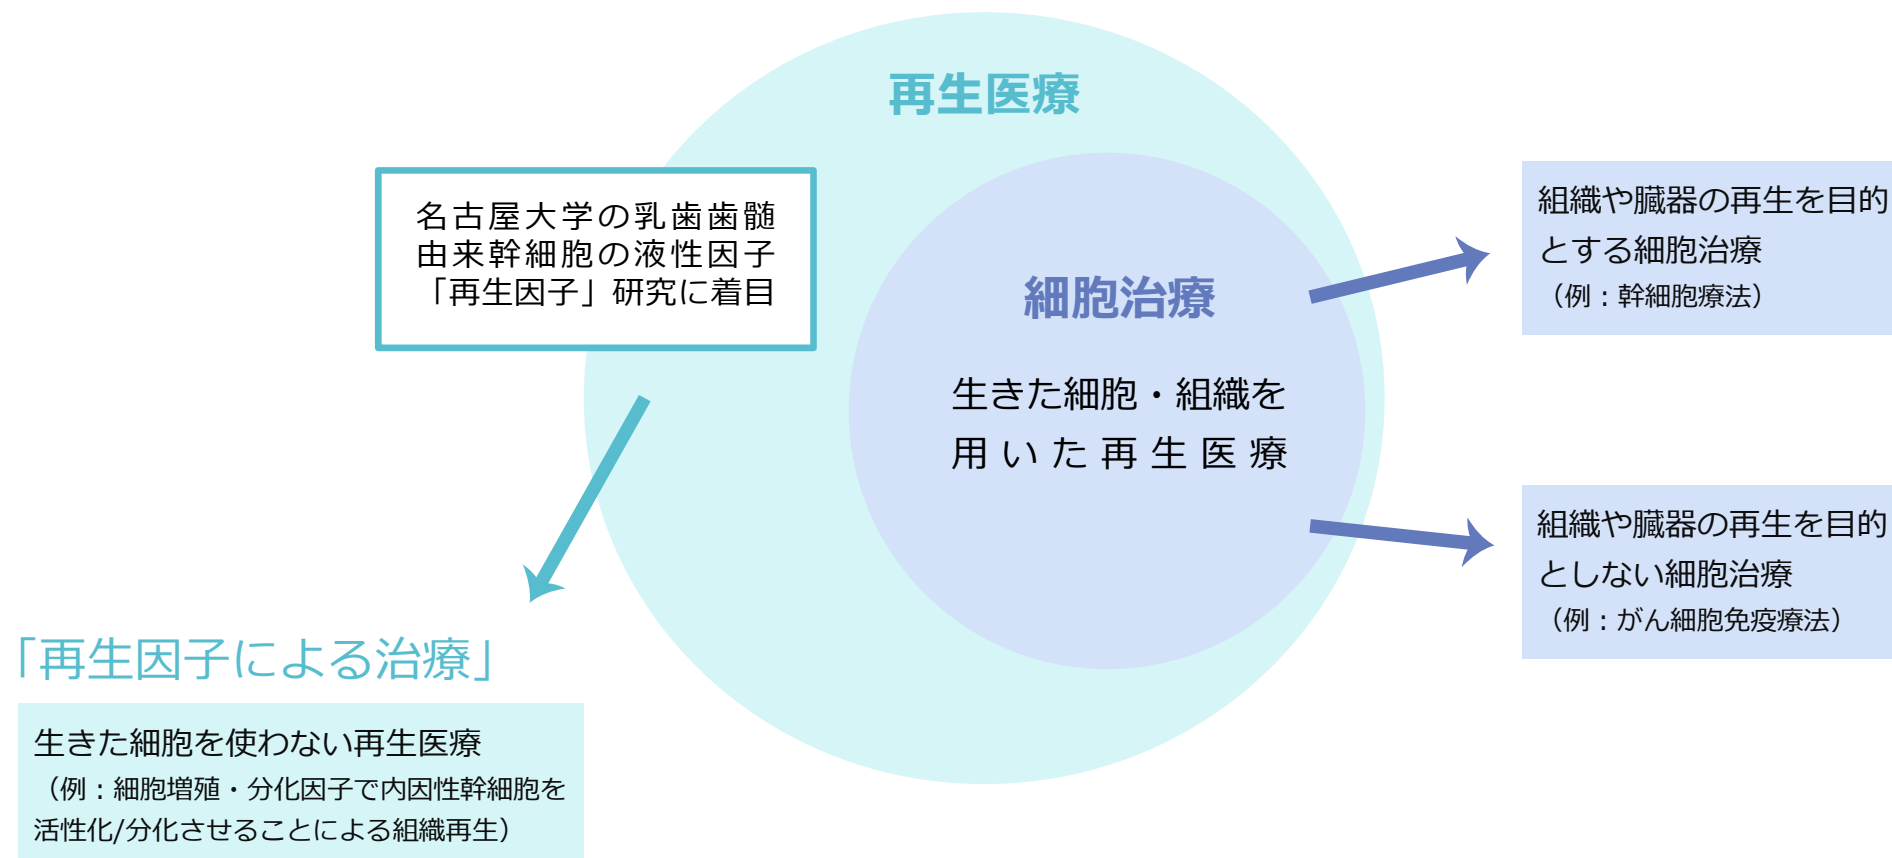 再生医療
名古屋大学の乳歯歯髄
由来幹細胞の液性因子
「再生因子」研究に着目
細胞治療
生きた細胞・組織を
用いた再生医療
組織や臓器の再生を目的
とする細胞治療
（例：幹細胞療法）
組織や臓器の再生を目的
としない細胞治療
（例：がん細胞免疫療法）
「再生因子による治療」
生きた細胞を使わない再生医療
（例：細胞増殖・分化因子で内因性幹細胞を
活性化/分化させることによる組織再生）